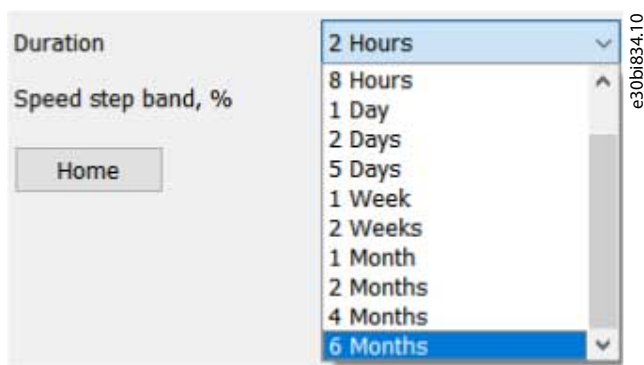 Duration
2 Hours
Speed step band, %
Home
8 Hours
1 Day
2 Days
5 Days
1 Week
2 Weeks
1 Month
2 Months
4 Months
6 Months
e30bi834.10